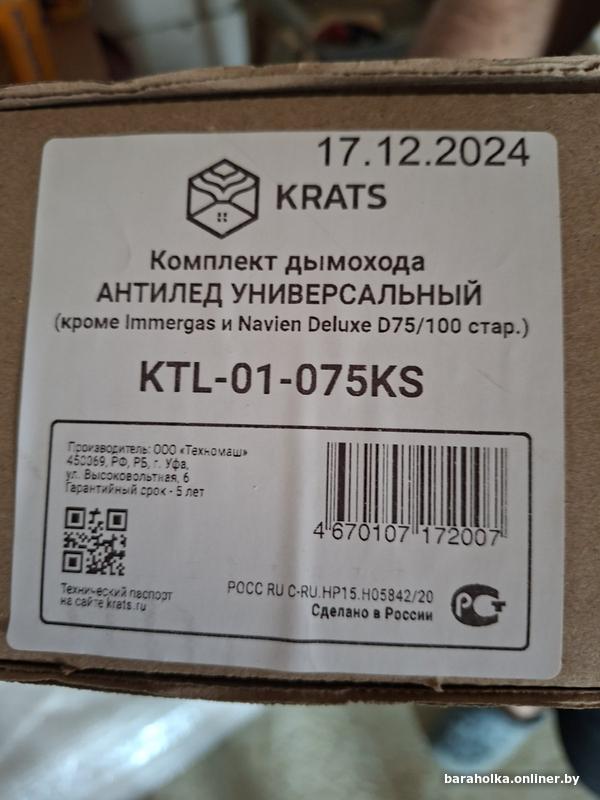 17.12.2024
KRATS
Комплект дымохода
АНТИЛЕД УНИВЕРСАЛЬНЫЙ
(кроме Immergas и Navien Deluxe D75/100 стар.)
KTL-01-075KS
Производитель: ООО «Техномаш»
450069, РФ, РБ, г. Уфа,
ул. Высоковольтная, 6
Гарантийный срок - 5 лет
4 670107 172007
Технический паспорт
на сайте krats.ru
РОСС RU C-RU.HP15.H05842/20
Сделано в России
РСТ
baraholka.onliner.by